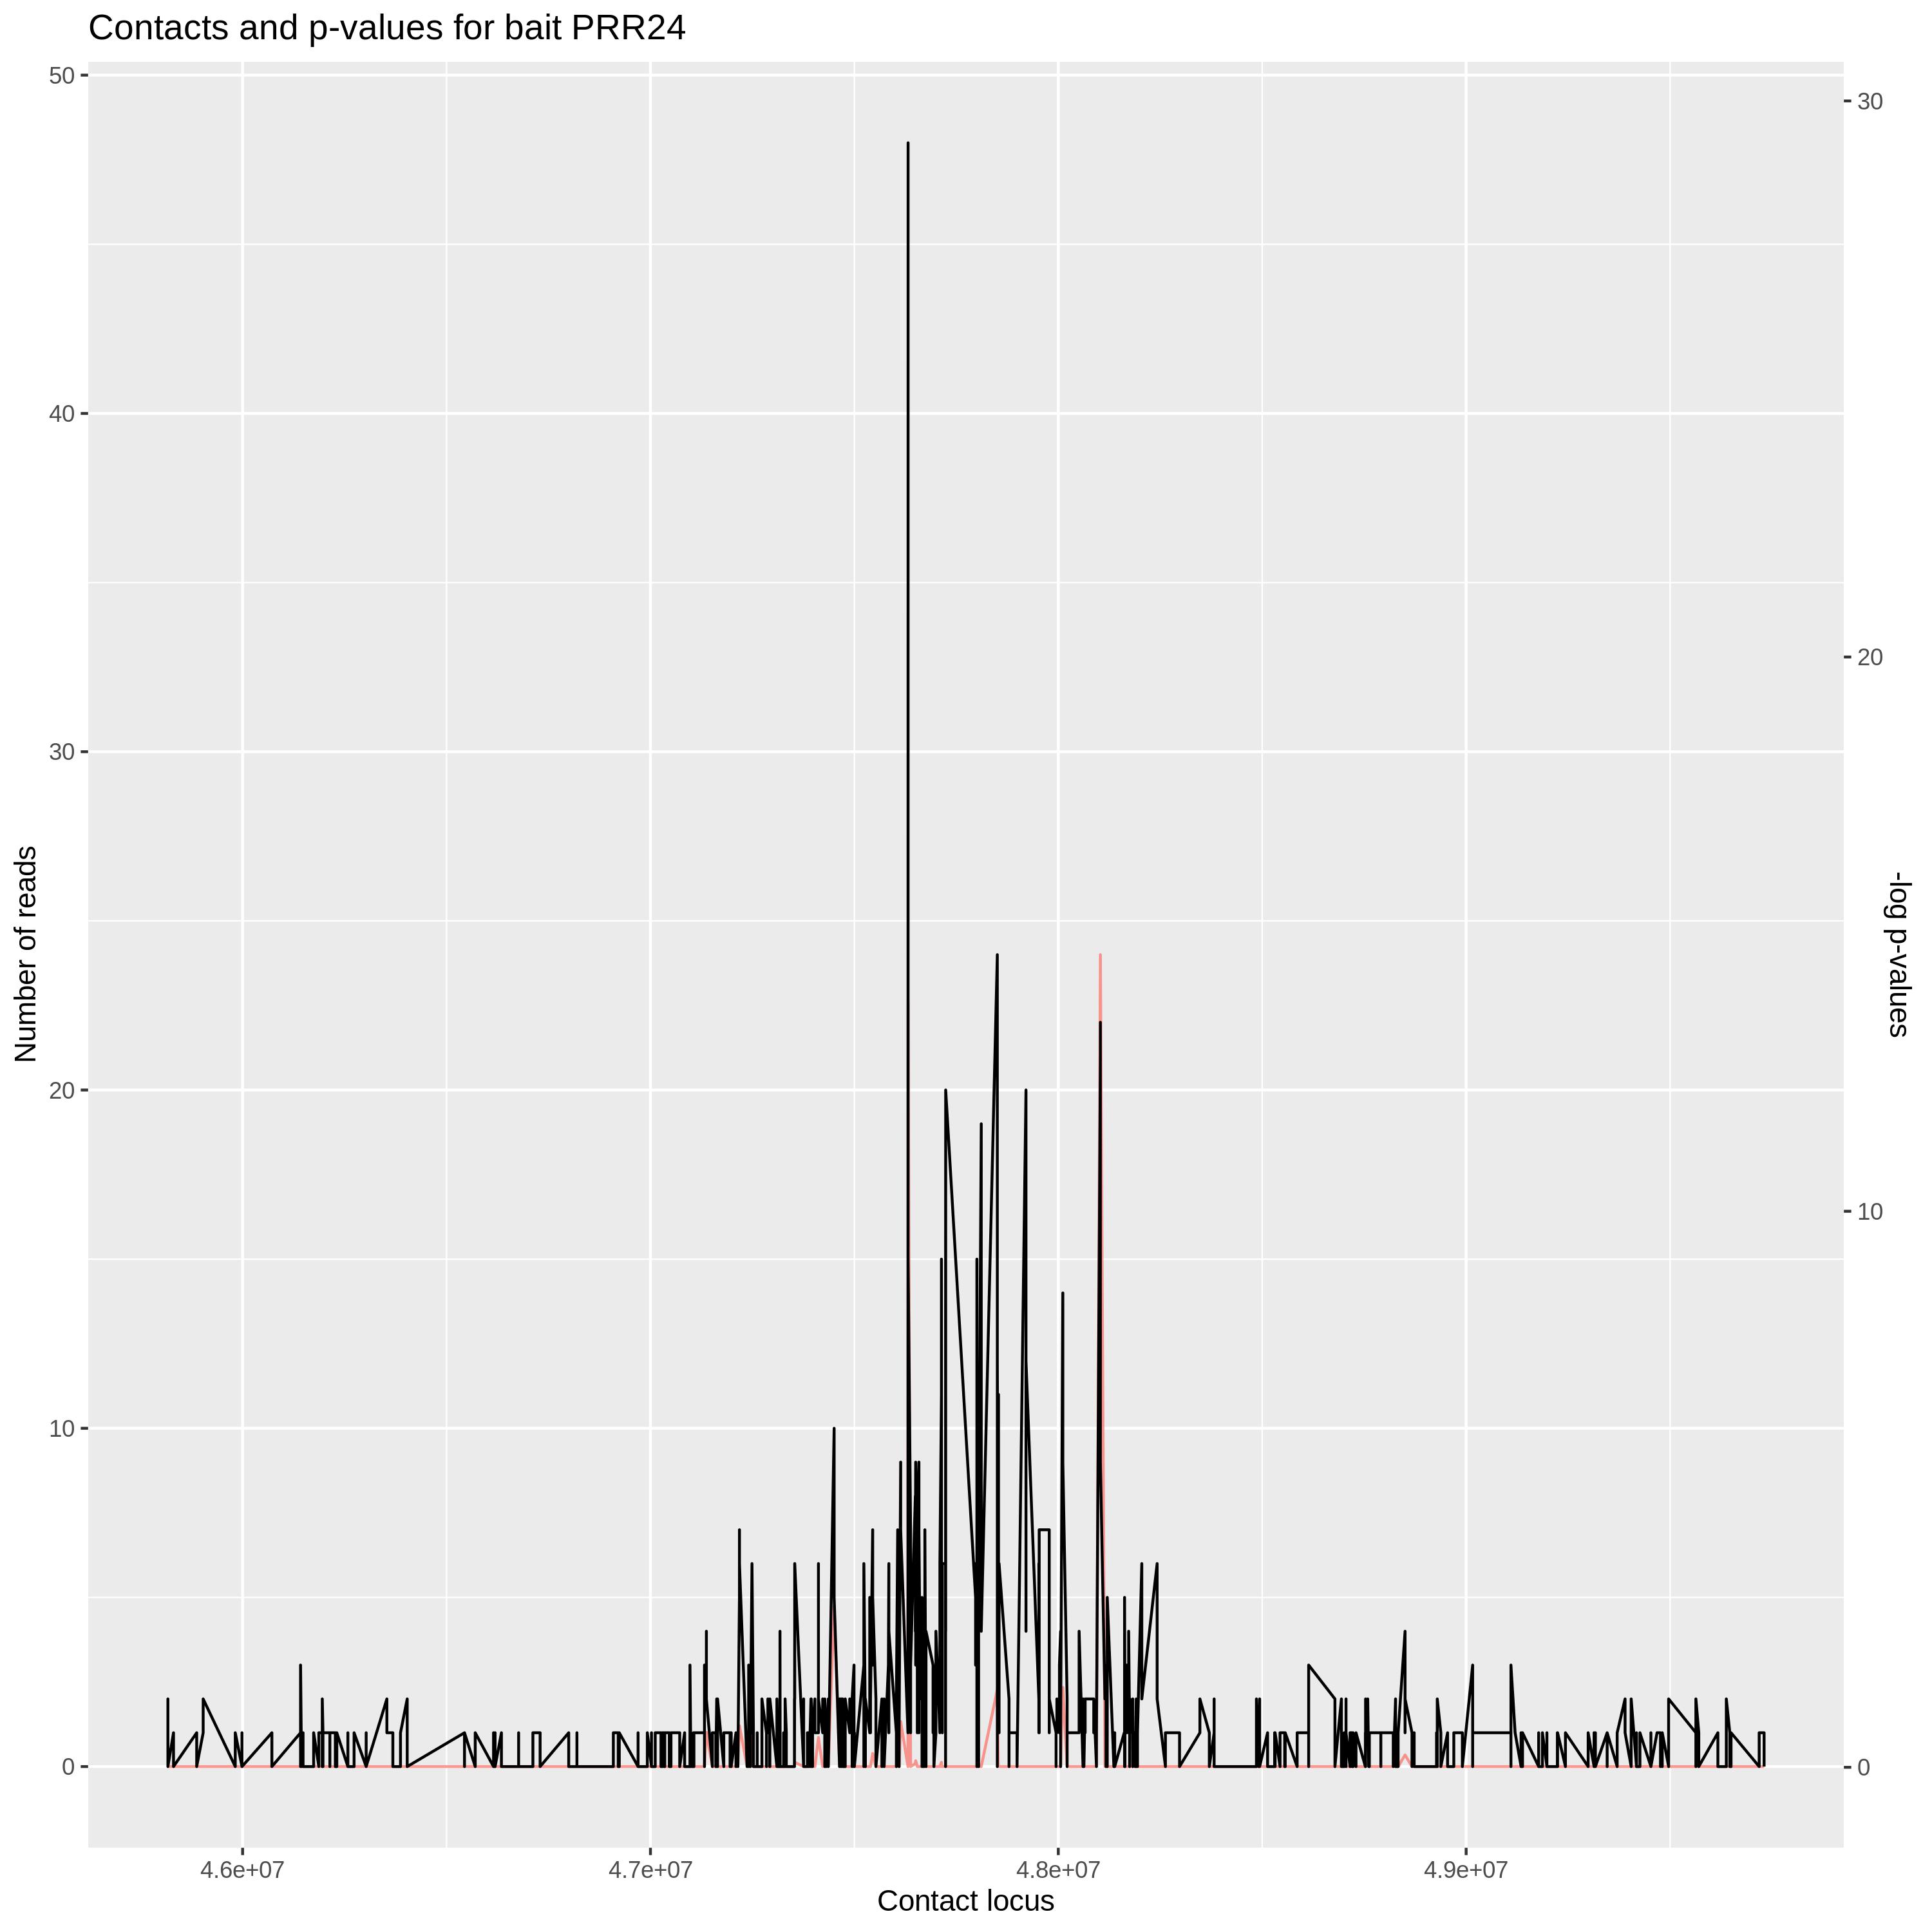 Contacts and p-values for bait PRR24
50
40
30
20
10
0
30
20
10
0
Number of reads
-log p-values
4.6e+07
4.7e+07
4.8e+07
4.9e+07
Contact locus